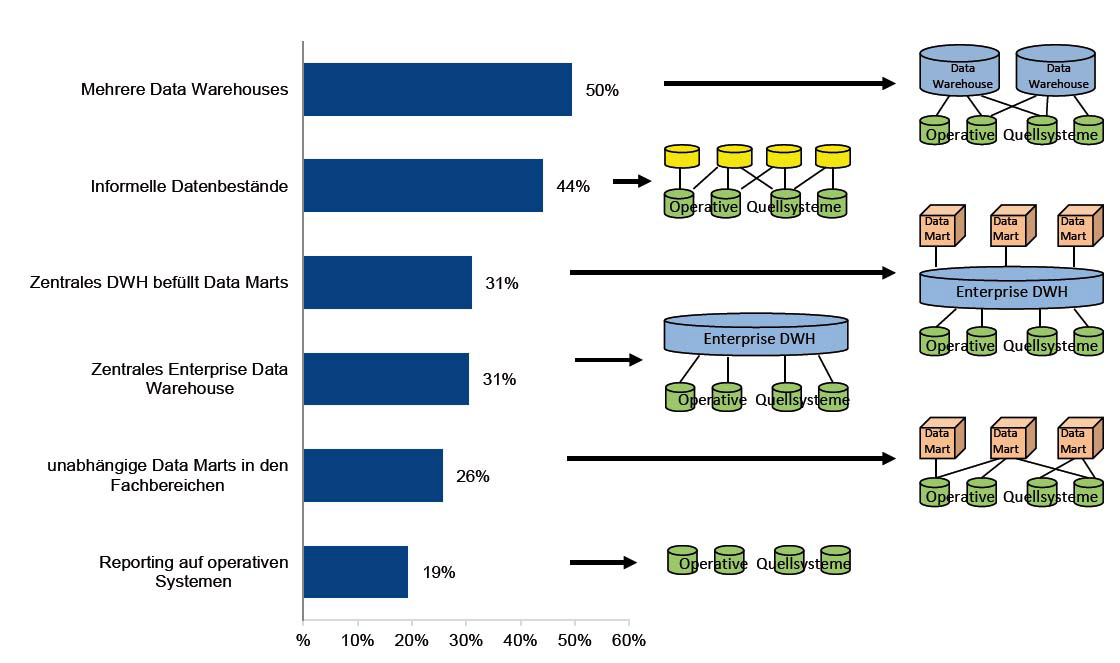 Mehrere Data Warehouses
50%
Data
Warehouse
Data
Warehouse
Operative Quellsysteme
Informelle Datenbestände
44%
Operative Quellsysteme
Zentrales DWH befüllt Data Marts
31%
Data
Mart
Data
Mart
Data
Mart
Enterprise DWH
Operative Quellsysteme
Zentrales Enterprise Data
Warehouse
31%
Enterprise DWH
Operative Quellsysteme
unabhängige Data Marts in den
Fachbereichen
26%
Data
Mart
Data
Mart
Data
Mart
Operative Quellsysteme
Reporting auf operativen
Systemen
19%
Operative Quellsysteme
% 10% 20% 30% 40% 50% 60%